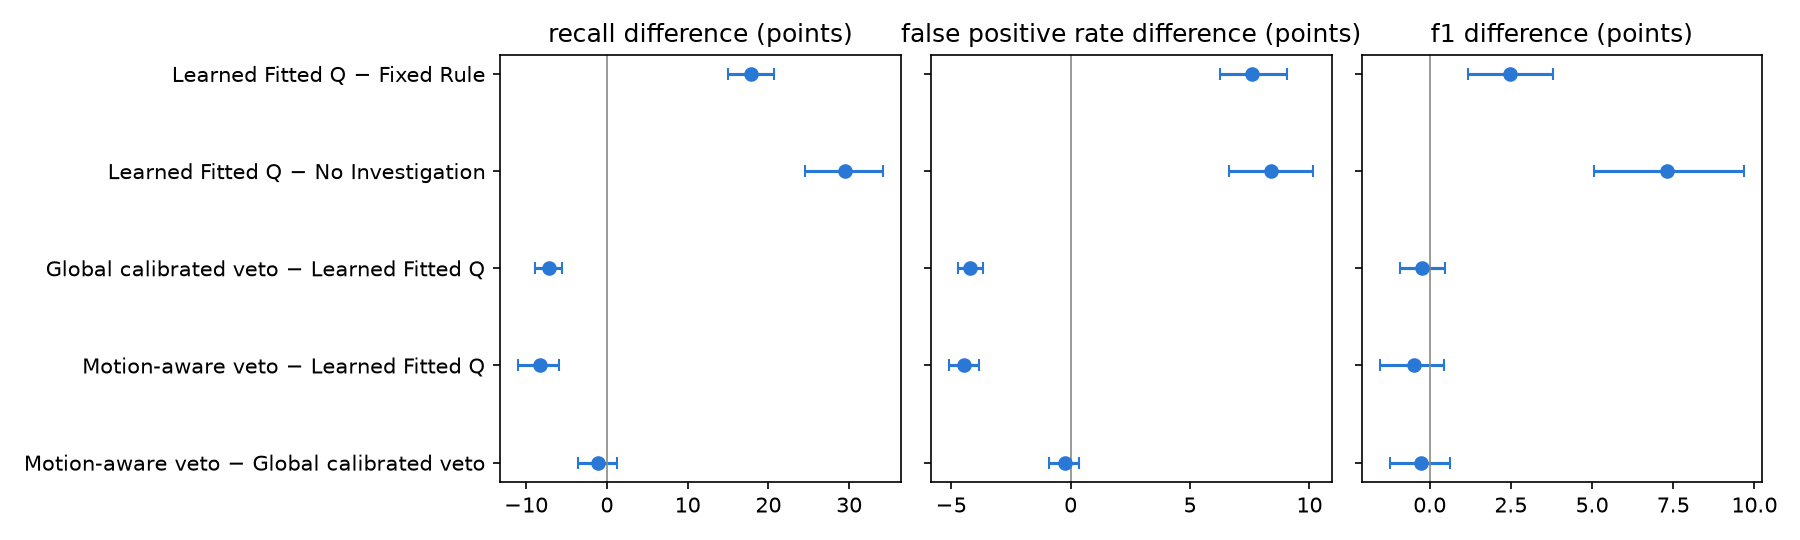 recall difference (points)
false positive rate difference (points)
f1 difference (points)
Learned Fitted Q − Fixed Rule
Learned Fitted Q − No Investigation
Global calibrated veto − Learned Fitted Q
Motion-aware veto − Learned Fitted Q
Motion-aware veto − Global calibrated veto
−10 0 10 20 30
−5 0 5 10
0.0 2.5 5.0 7.5 10.0